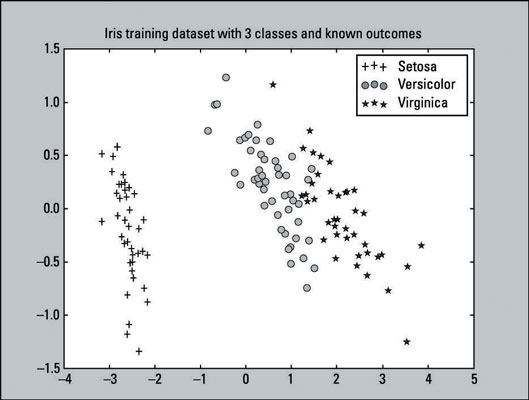 Iris training dataset with 3 classes and known outcomes
Setosa
Versicolor
Virginica
1.5
1.0
0.5
0.0
−0.5
−1.0
−1.5
−4 −3 −2 −1 0 1 2 3 4